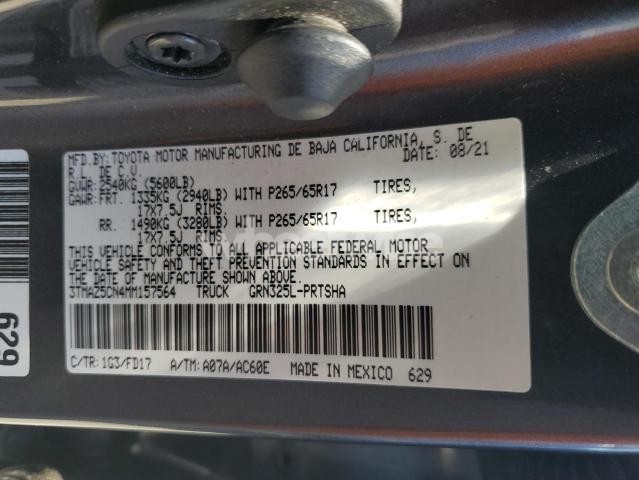 MFD.BY:TOYOTA MOTOR MANUFACTURING DE BAJA CALIFORNIA, S. DE
R L. DE C.V. DATE: 08/21
GVWR:2540KG (5600LB)
GAWR:FRT. 1335KG (2940LB) WITH P265/65R17 TIRES,
17X7.5J RIMS
RR. 1490KG (3280LB) WITH P265/65R17 TIRES,
17X7.5J RIMS
THIS VEHICLE CONFORMS TO ALL APPLICABLE FEDERAL MOTOR
VEHICLE SAFETY AND THEFT PREVENTION STANDARDS IN EFFECT ON
THE DATE OF MANUFACTURE SHOWN ABOVE.
3TMAZ5CN4MM157564 TRUCK GRN325L-PRTSHA
C/TR:1G3/FD17 A/TM:A07A/AC60E MADE IN MEXICO 629
629